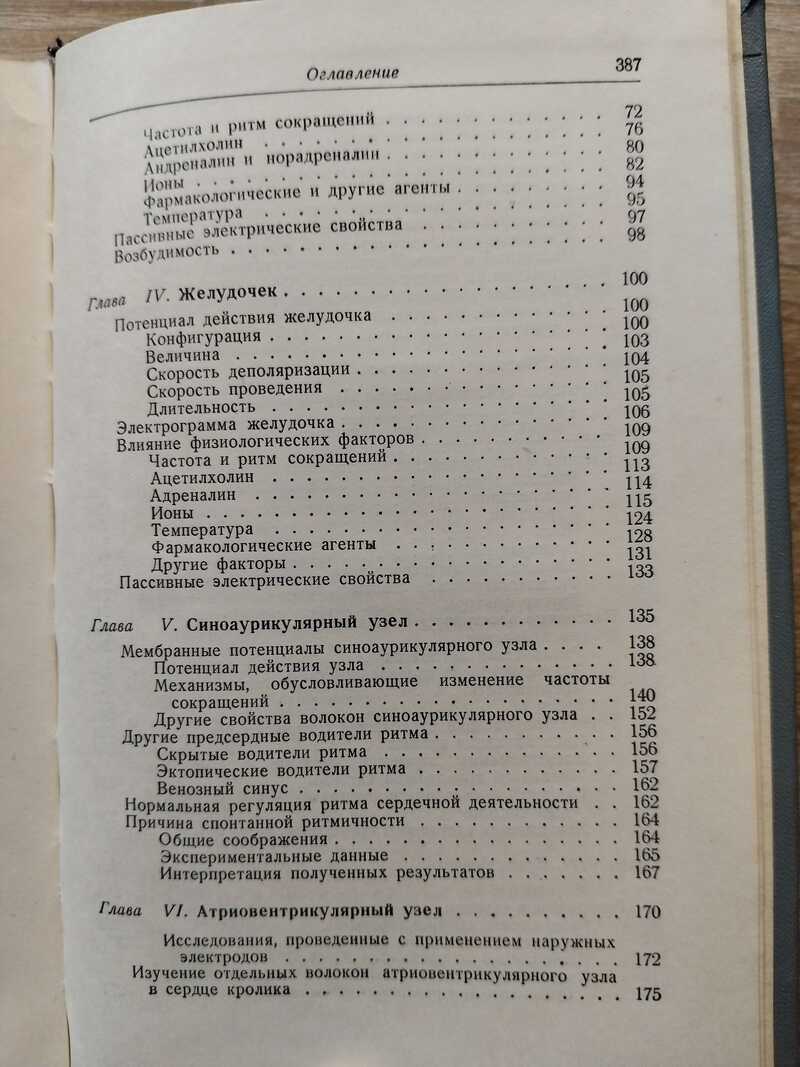 Оглавление 387
Частота и ритм сокращений . . . . . . . . . . . . 72
Ацетилхолин . . . . . . . . . . . . . . . . . . 76
Андреналин и норадреналин . . . . . . . . . . . . 80
Ионы . . . . . . . . . . . . . . . . . . . . . 82
Фармакологические и другие агенты . . . . . . . . 94
Температура . . . . . . . . . . . . . . . . . . 95
Пассивные электрические свойства . . . . . . . . . 97
Возбудимость . . . . . . . . . . . . . . . . . . 98
Глава IV. Желудочек . . . . . . . . . . . . . . . . 100
Потенциал действия желудочка . . . . . . . . . . . 100
Конфигурация . . . . . . . . . . . . . . . . . . 100
Величина . . . . . . . . . . . . . . . . . . . 103
Скорость деполяризации . . . . . . . . . . . . . 104
Скорость проведения . . . . . . . . . . . . . . 105
Длительность . . . . . . . . . . . . . . . . . 105
Электрограмма желудочка . . . . . . . . . . . . . 106
Влияние физиологических факторов . . . . . . . . . 109
Частота и ритм сокращений . . . . . . . . . . . 109
Ацетилхолин . . . . . . . . . . . . . . . . . . 113
Адреналин . . . . . . . . . . . . . . . . . . . 114
Ионы . . . . . . . . . . . . . . . . . . . . . 115
Температура . . . . . . . . . . . . . . . . . . 124
Фармакологические агенты . . . . . . . . . . . . 128
Другие факторы . . . . . . . . . . . . . . . . 131
Пассивные электрические свойства . . . . . . . . . 133
Глава V. Синоаурикулярный узел . . . . . . . . . . . 135
Мембранные потенциалы синоаурикулярного узла . . . . 138
Потенциал действия узла . . . . . . . . . . . . 138
Механизмы, обусловливающие изменение частоты
сокращений . . . . . . . . . . . . . . . . . . 140
Другие свойства волокон синоаурикулярного узла . . 152
Другие предсердные водители ритма . . . . . . . . . 156
Скрытые водители ритма . . . . . . . . . . . . . 156
Эктопические водители ритма . . . . . . . . . . . 157
Венозный синус . . . . . . . . . . . . . . . . . 162
Нормальная регуляция ритма сердечной деятельности . . 162
Причина спонтанной ритмичности . . . . . . . . . . 164
Общие соображения . . . . . . . . . . . . . . . 164
Экспериментальные данные . . . . . . . . . . . . 165
Интерпретация полученных результатов . . . . . . . 167
Глава VI. Атриовентрикулярный узел . . . . . . . . . . 170
Исследования, проведенные с применением наружных
электродов . . . . . . . . . . . . . . . . . . 172
Изучение отдельных волокон атриовентрикулярного узла
в сердце кролика . . . . . . . . . . . . . . . . 175